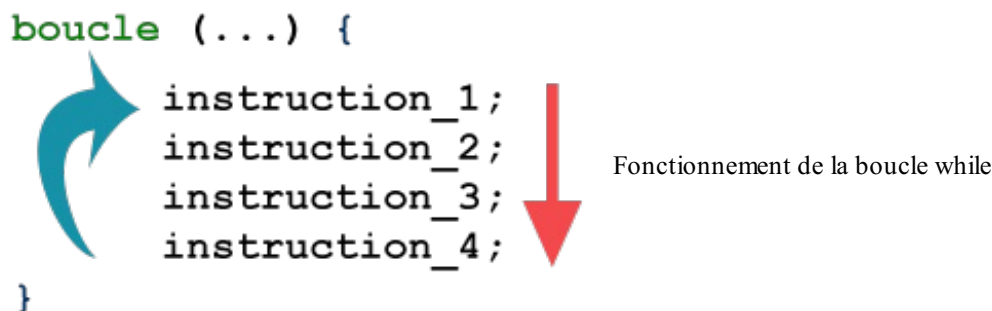 boucle (...) {
instruction_1;
instruction_2;
instruction_3;
instruction_4;
}
Fonctionnement de la boucle while